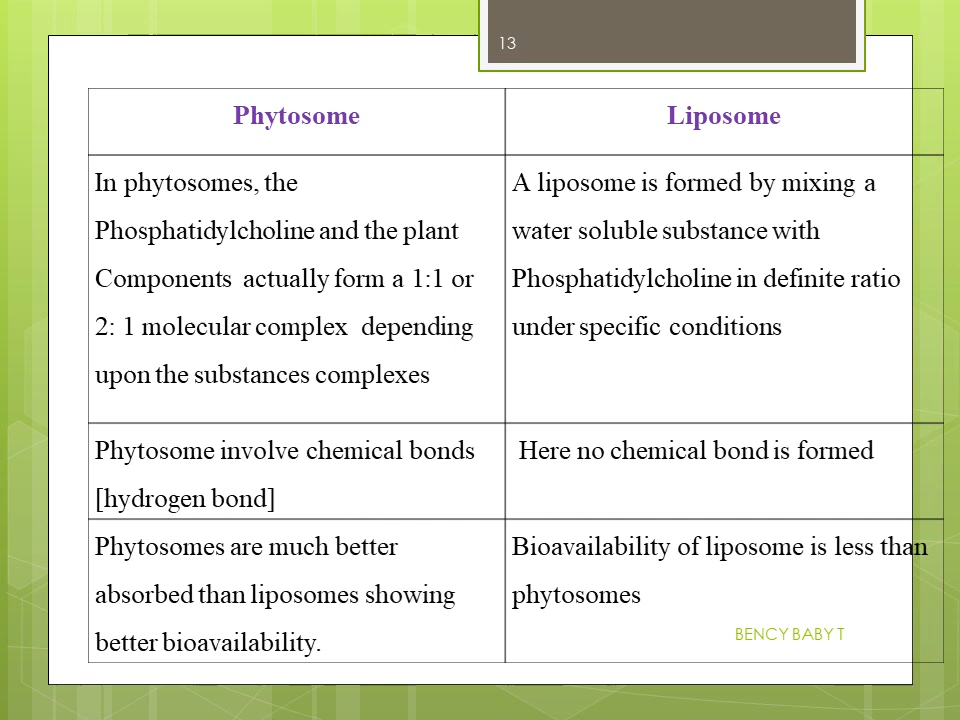 13
Phytosome
Liposome
In phytosomes, the
Phosphatidylcholine and the plant
Components actually form a 1:1 or
2: 1 molecular complex depending
upon the substances complexes
A liposome is formed by mixing a
water soluble substance with
Phosphatidylcholine in definite ratio
under specific conditions
Phytosome involve chemical bonds
[hydrogen bond]
Here no chemical bond is formed
Phytosomes are much better
absorbed than liposomes showing
better bioavailability.
Bioavailability of liposome is less than
phytosomes
BENCY BABY T